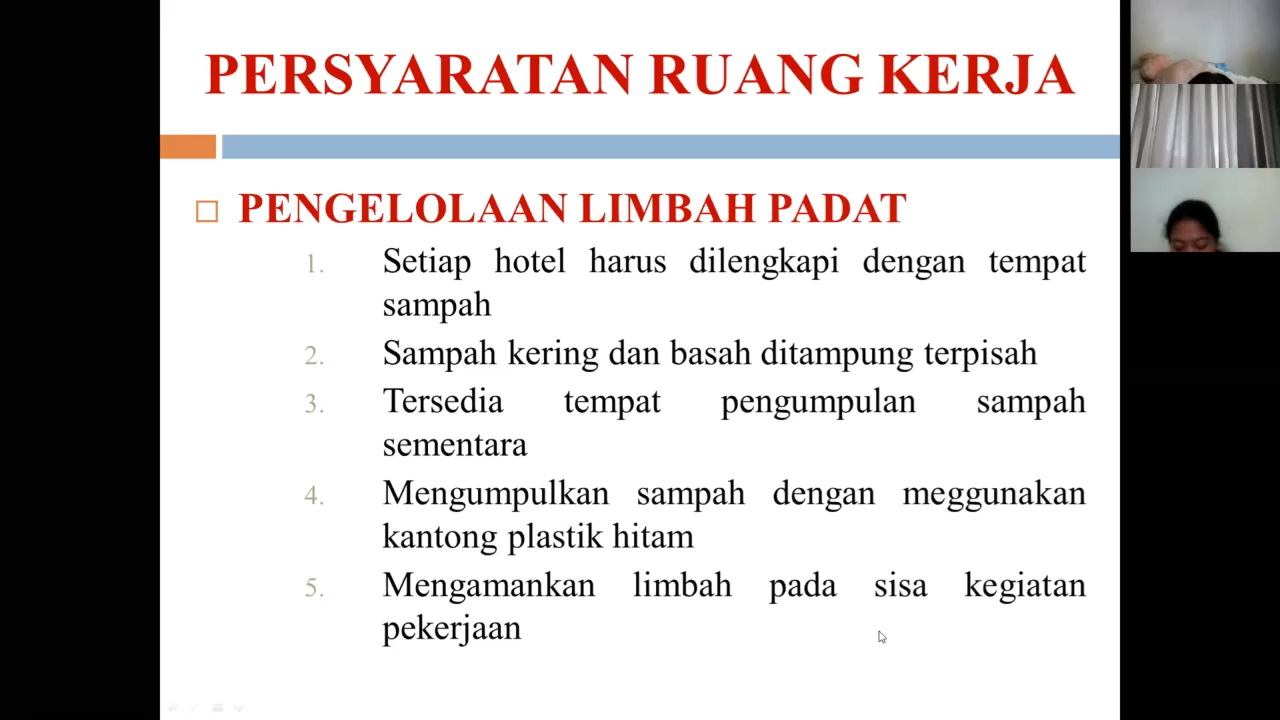 PERSYARATAN RUANG KERJA
PENGELOLAAN LIMBAH PADAT
1. Setiap hotel harus dilengkapi dengan tempat
sampah
2. Sampah kering dan basah ditampung terpisah
3. Tersedia tempat pengumpulan sampah
sementara
4. Mengumpulkan sampah dengan meggunakan
kantong plastik hitam
5. Mengamankan limbah pada sisa kegiatan
pekerjaan